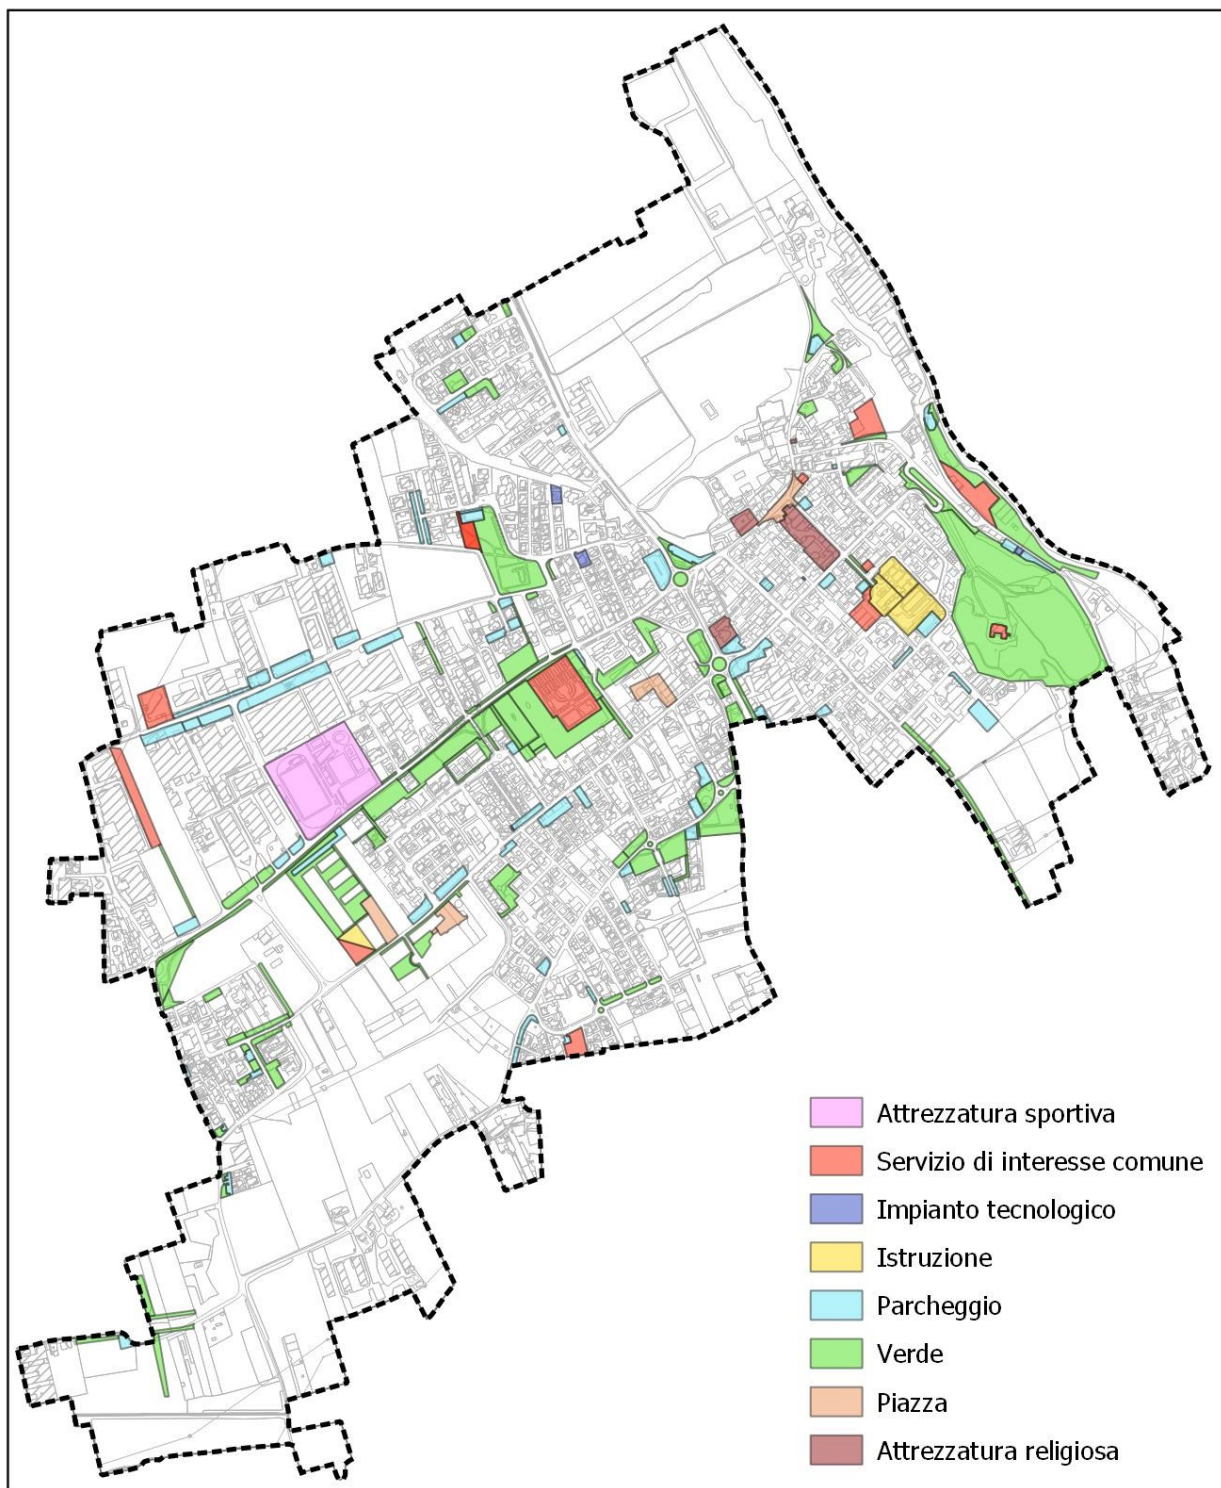 Attrezzatura sportiva
Servizio di interesse comune
Impianto tecnologico
Istruzione
Parcheggio
Verde
Piazza
Attrezzatura religiosa